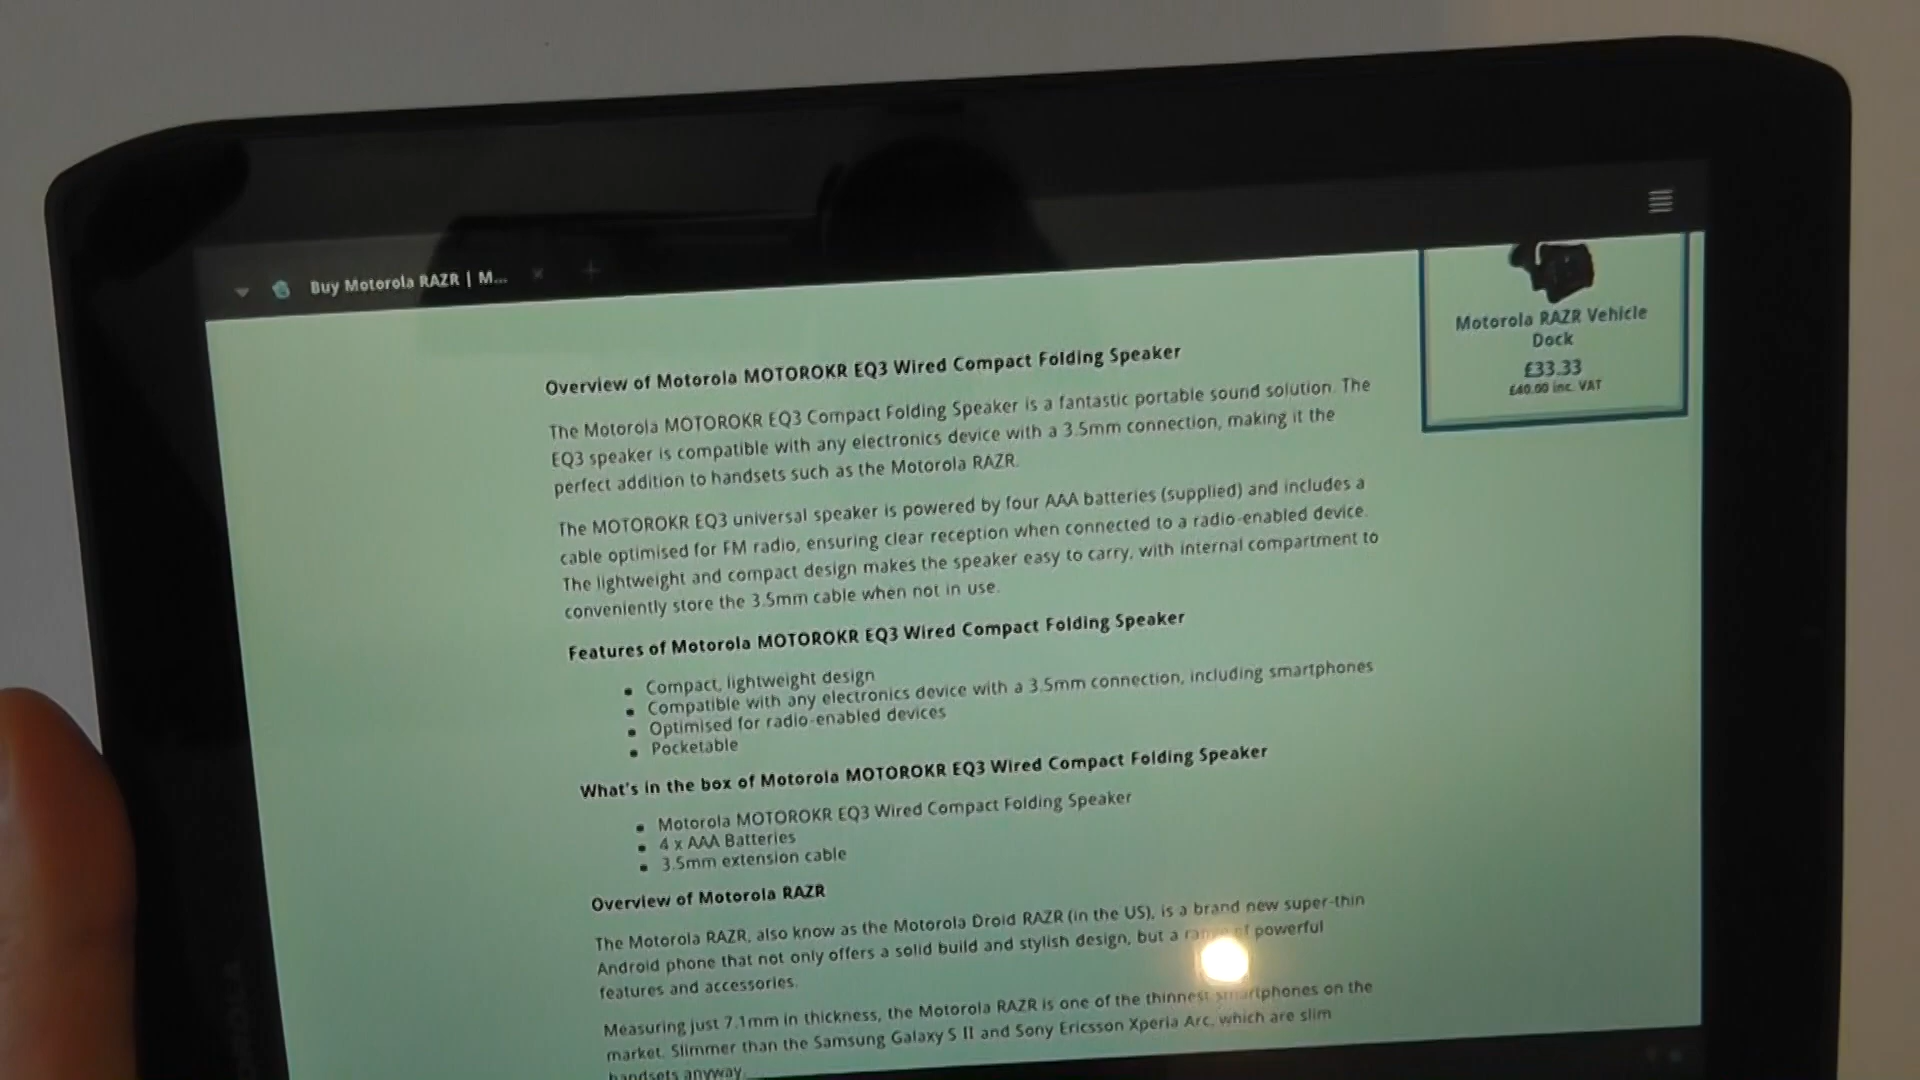 Buy Motorola RAZR | M...
Motorola RAZR Vehicle
Dock
£33.33
£40.00 inc. VAT
Overview of Motorola MOTOROKR EQ3 Wired Compact Folding Speaker
The Motorola MOTOROKR EQ3 Compact Folding Speaker is a fantastic portable sound solution. The
EQ3 speaker is compatible with any electronics device with a 3.5mm connection, making it the
perfect addition to handsets such as the Motorola RAZR.
The MOTOROKR EQ3 universal speaker is powered by four AAA batteries (supplied) and includes a
cable optimised for FM radio, ensuring clear reception when connected to a radio-enabled device.
The lightweight and compact design makes the speaker easy to carry, with internal compartment to
conveniently store the 3.5mm cable when not in use.
Features of Motorola MOTOROKR EQ3 Wired Compact Folding Speaker
Compact, lightweight design
Compatible with any electronics device with a 3.5mm connection, including smartphones
Optimised for radio-enabled devices
Pocketable
What's in the box of Motorola MOTOROKR EQ3 Wired Compact Folding Speaker
Motorola MOTOROKR EQ3 Wired Compact Folding Speaker
4 x AAA Batteries
3.5mm extension cable
Overview of Motorola RAZR
The Motorola RAZR, also know as the Motorola Droid RAZR (in the US), is a brand new super-thin
Android phone that not only offers a solid build and stylish design, but a range of powerful
features and accessories.
Measuring just 7.1mm in thickness, the Motorola RAZR is one of the thinnest smartphones on the
market. Slimmer than the Samsung Galaxy S II and Sony Ericsson Xperia Arc, which are slim
handsets anyway.